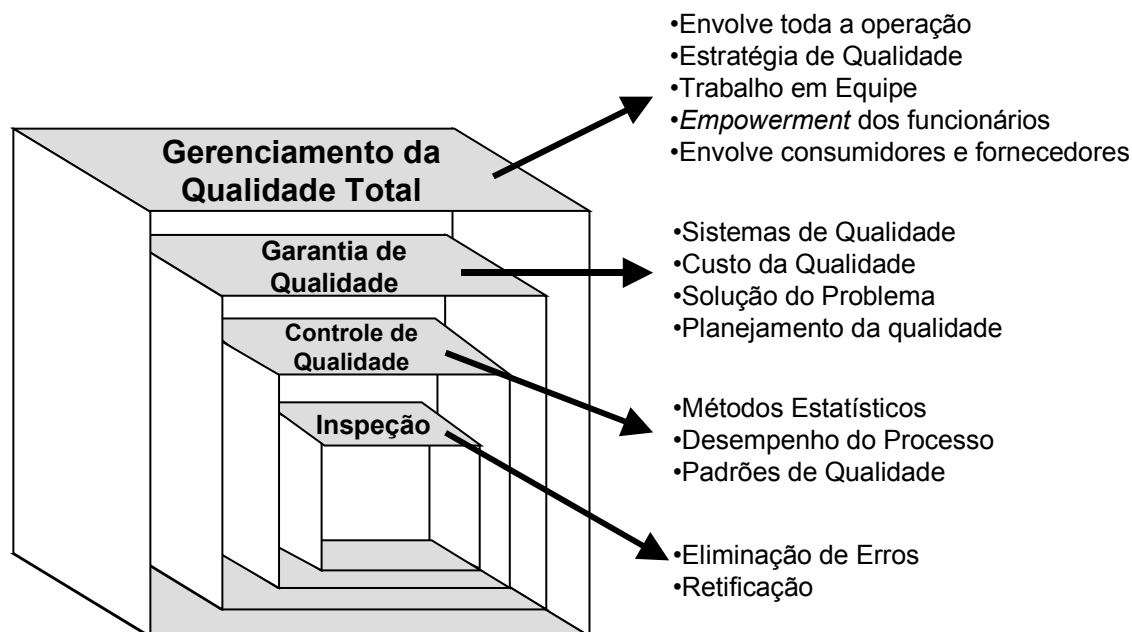 •Envolve toda a operação
•Estratégia de Qualidade
•Trabalho em Equipe
•Empowerment dos funcionários
•Envolve consumidores e fornecedores
Gerenciamento da
Qualidade Total
•Sistemas de Qualidade
•Custo da Qualidade
•Solução do Problema
•Planejamento da qualidade
Garantia de
Qualidade
Controle de
Qualidade
•Métodos Estatísticos
•Desempenho do Processo
•Padrões de Qualidade
Inspeção
•Eliminação de Erros
•Retificação